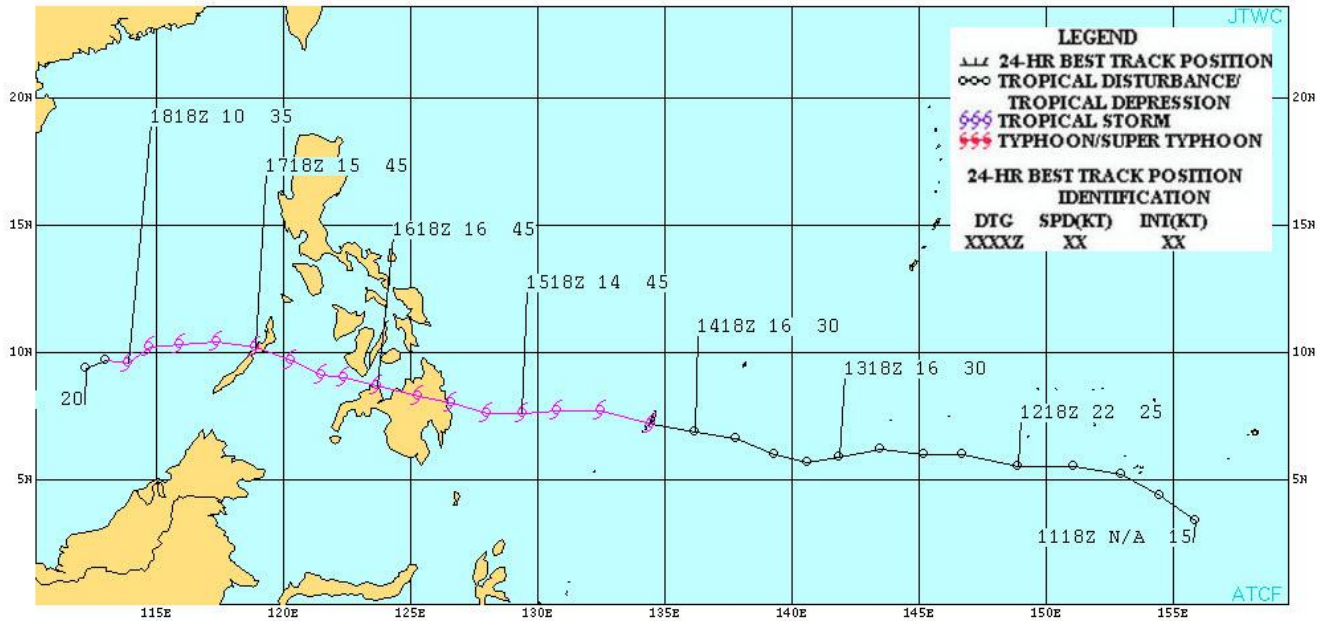 JTWC
LEGEND
24-HR BEST TRACK POSITION
TROPICAL DISTURBANCE/
TROPICAL DEPRESSION
TROPICAL STORM
TYPHOON/SUPER TYPHOON
24-HR BEST TRACK POSITION
IDENTIFICATION
DTG SPD(KT) INT(KT)
XXXXZ XX XX
20N 20N
1818Z 10 35
1718Z 15 45
15N 15N
1618Z 16 45
1518Z 14 45
1418Z 16 30
10N 10N
1318Z 16 30
20
1218Z 22 25
5N 5N
1118Z N/A 15
ATCF
115E 120E 125E 130E 135E 140E 145E 150E 155E